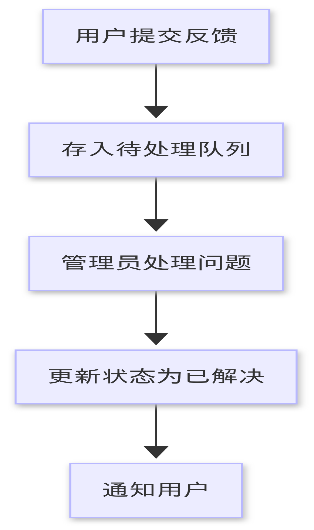 用户提交反馈
存入待处理队列
管理员处理问题
更新状态为已解决
通知用户